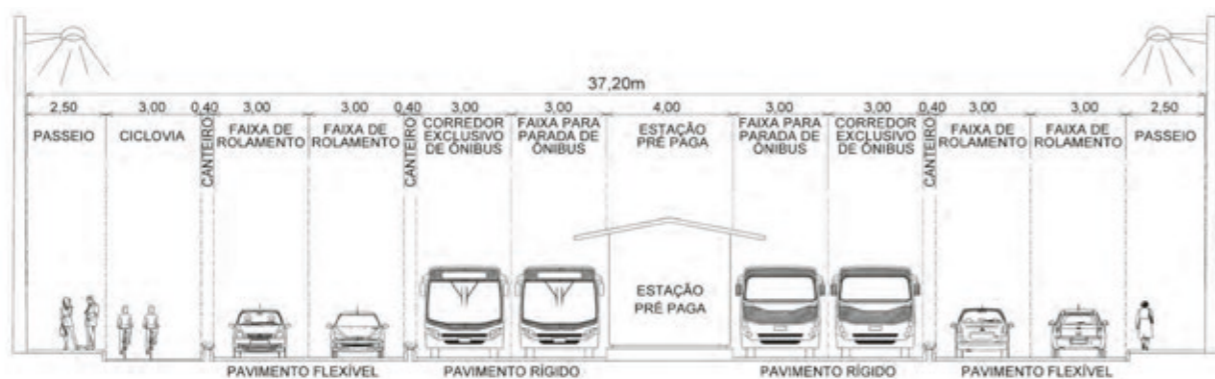 37,20m
2,50 3,00 0,40 3,00 3,00 0,40 3,00 3,00 4,00 3,00 3,00 0,40 3,00 3,00 2,50
PASSEIO
CICLOVIA
CANTEIRO
FAIXA DE
ROLAMENTO
FAIXA DE
ROLAMENTO
CANTEIRO
CORREDOR
EXCLUSIVO
DE ÔNIBUS
FAIXA PARA
PARADA DE
ÔNIBUS
ESTAÇÃO
PRÉ PAGA
FAIXA PARA
PARADA DE
ÔNIBUS
CORREDOR
EXCLUSIVO
DE ÔNIBUS
CANTEIRO
FAIXA DE
ROLAMENTO
FAIXA DE
ROLAMENTO
PASSEIO
ESTAÇÃO
PRÉ PAGA
PAVIMENTO FLEXÍVEL
PAVIMENTO RÍGIDO
PAVIMENTO RÍGIDO
PAVIMENTO FLEXÍVEL